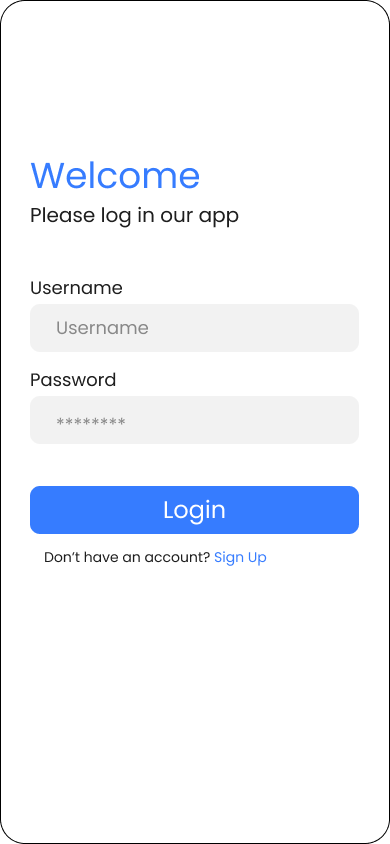 Welcome
Please log in our app
Username
Username
Password
********
Login
Don’t have an account? Sign Up